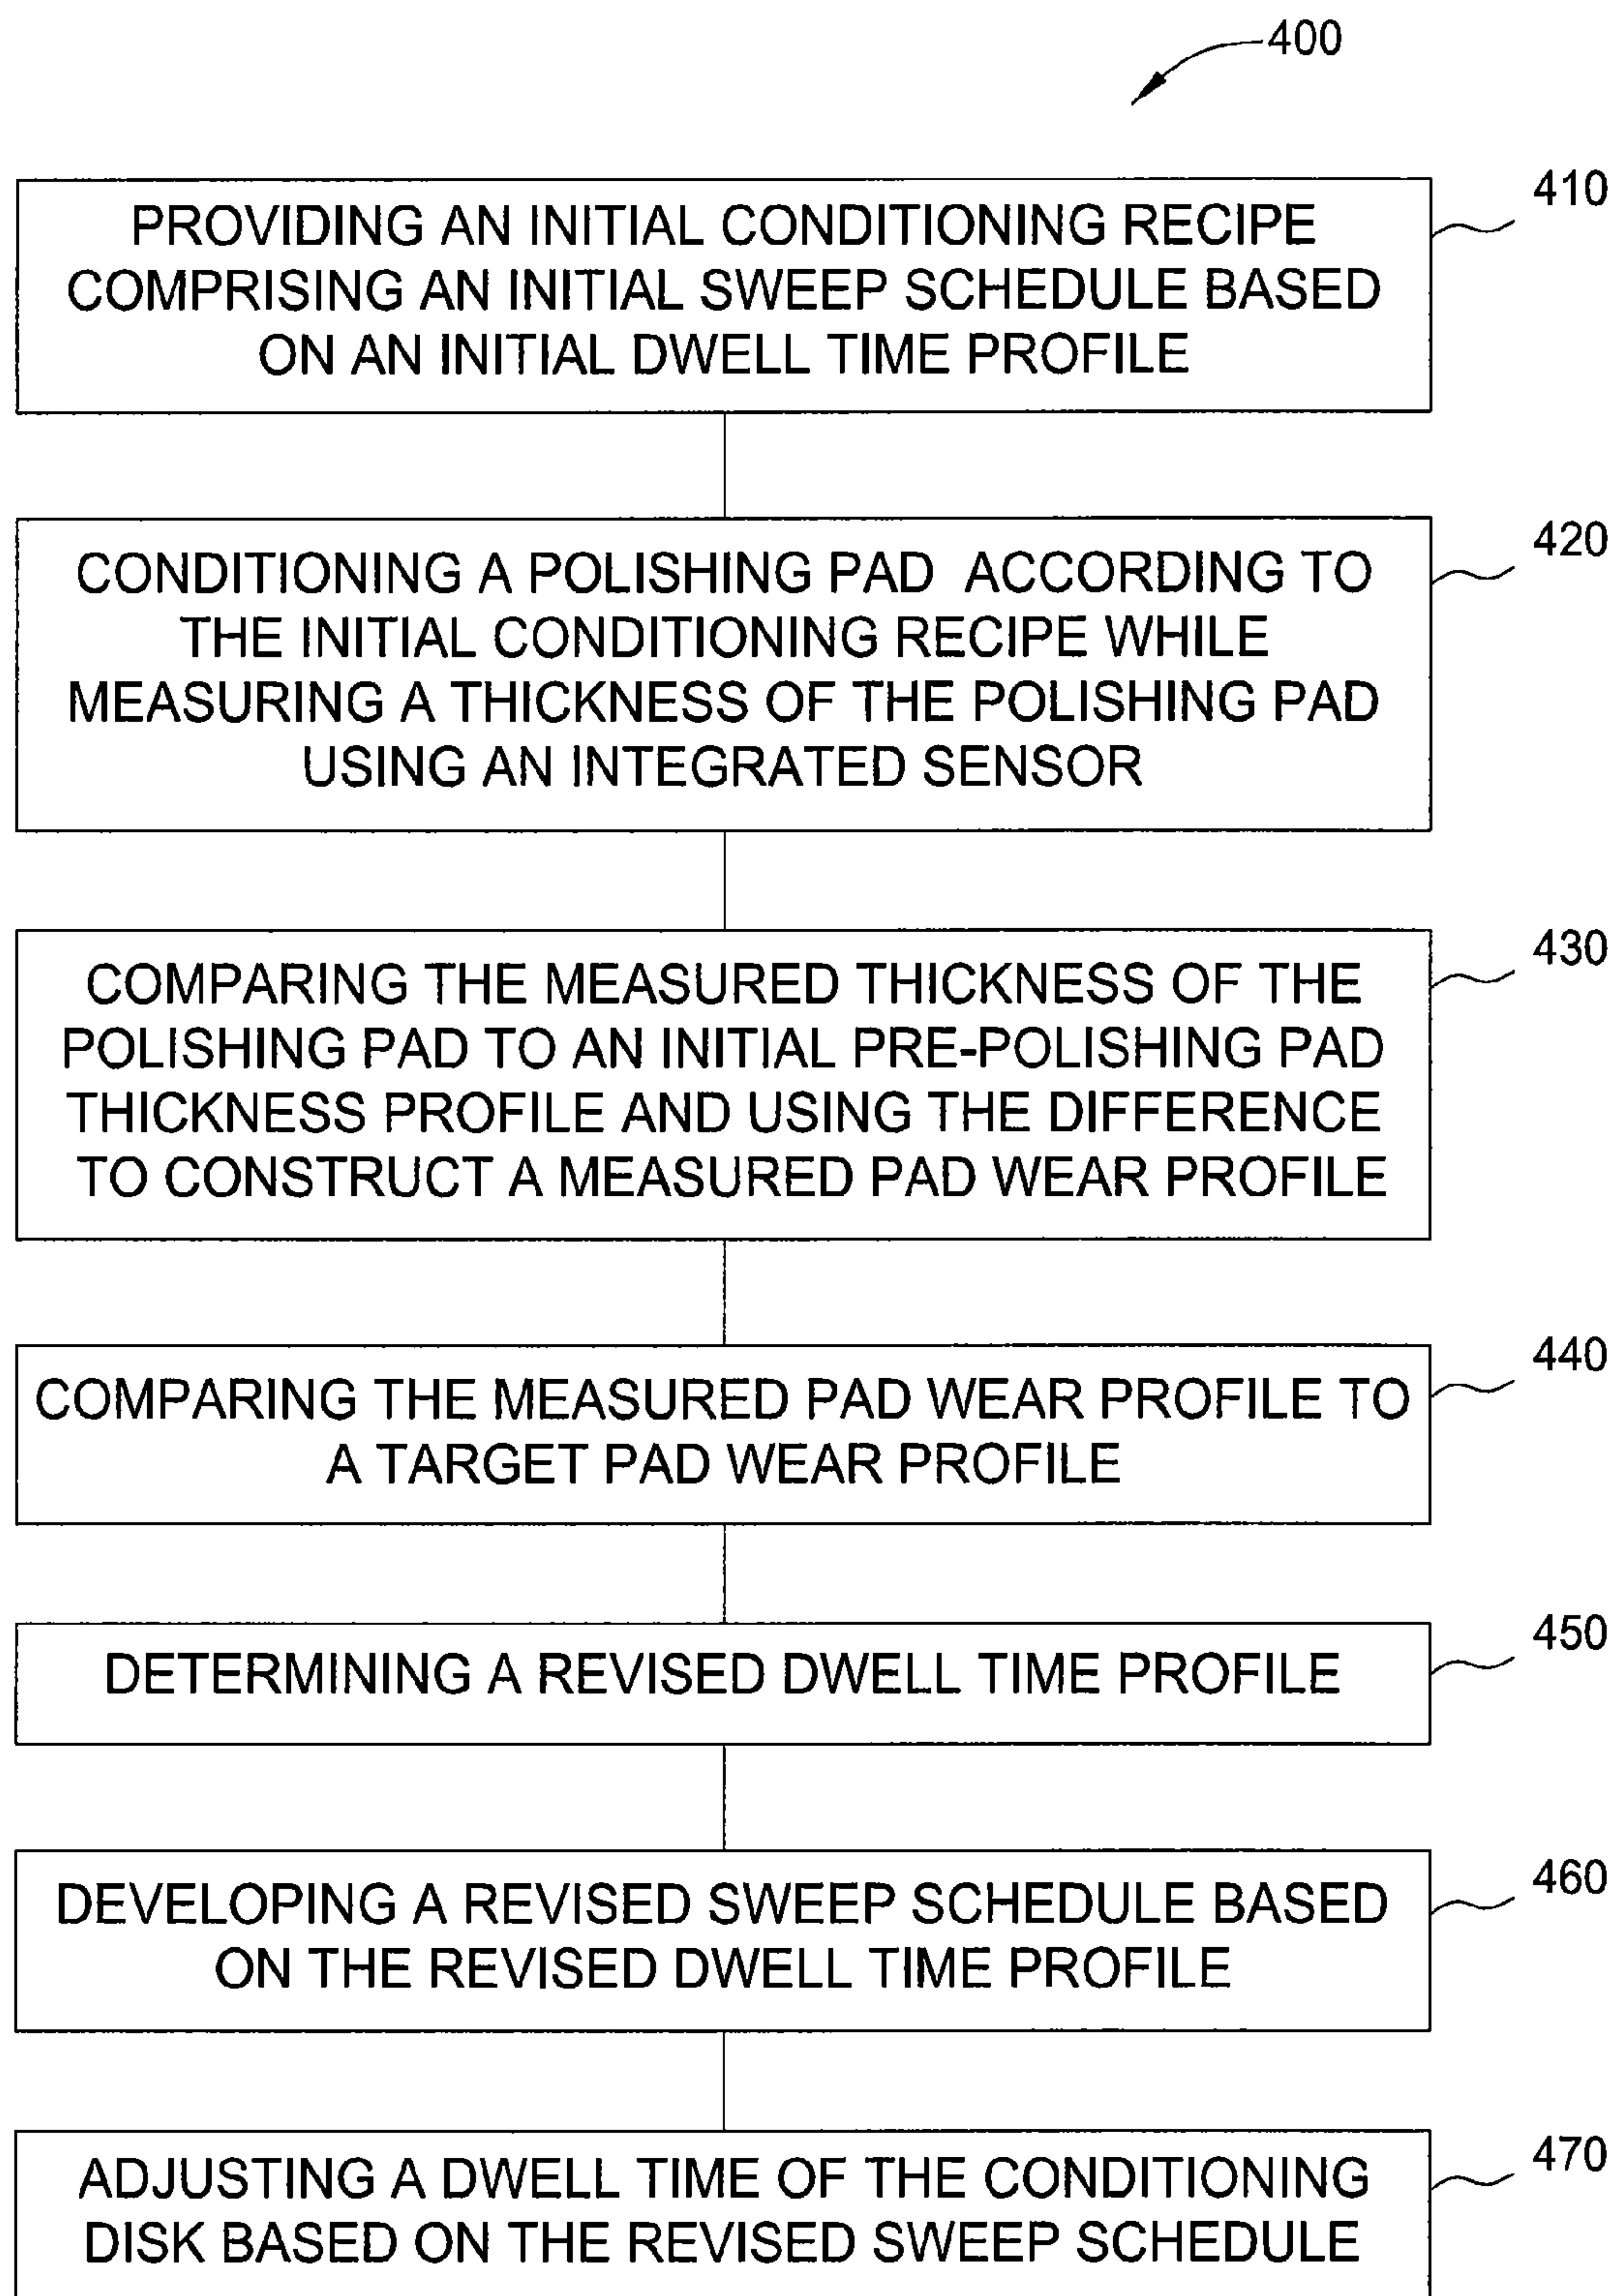 400
410
PROVIDING AN INITIAL CONDITIONING RECIPE
COMPRISING AN INITIAL SWEEP SCHEDULE BASED
ON AN INITIAL DWELL TIME PROFILE
420
CONDITIONING A POLISHING PAD ACCORDING TO
THE INITIAL CONDITIONING RECIPE WHILE
MEASURING A THICKNESS OF THE POLISHING PAD
USING AN INTEGRATED SENSOR
430
COMPARING THE MEASURED THICKNESS OF THE
POLISHING PAD TO AN INITIAL PRE-POLISHING PAD
THICKNESS PROFILE AND USING THE DIFFERENCE
TO CONSTRUCT A MEASURED PAD WEAR PROFILE
440
COMPARING THE MEASURED PAD WEAR PROFILE TO
A TARGET PAD WEAR PROFILE
450
DETERMINING A REVISED DWELL TIME PROFILE
460
DEVELOPING A REVISED SWEEP SCHEDULE BASED
ON THE REVISED DWELL TIME PROFILE
470
ADJUSTING A DWELL TIME OF THE CONDITIONING
DISK BASED ON THE REVISED SWEEP SCHEDULE